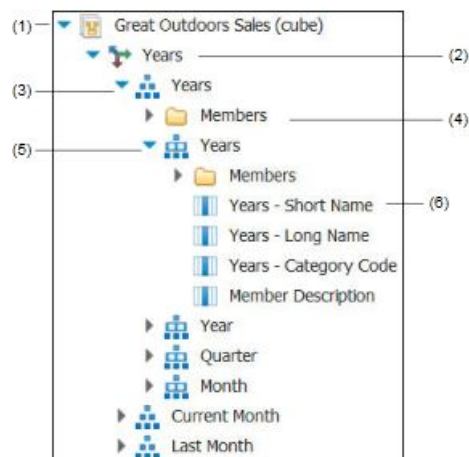 (1) Great Outdoors Sales (cube)
Years (2)
(3) Years
Members (4)
(5) Years
Members
Years - Short Name (6)
Years - Long Name
Years - Category Code
Member Description
Year
Quarter
Month
Current Month
Last Month